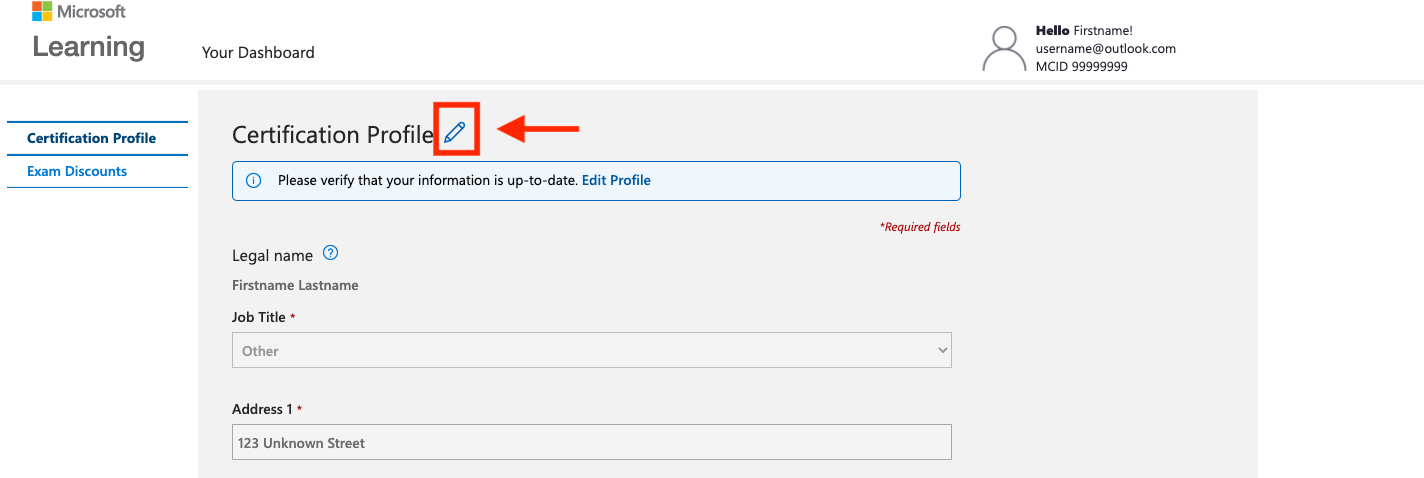 Microsoft
Learning
Your Dashboard
Hello Firstname!
username@outlook.com
MCID 99999999
Certification Profile
Exam Discounts
Certification Profile
Please verify that your information is up-to-date. Edit Profile
*Required fields
Legal name
Firstname Lastname
Job Title *
Other
Address 1 *
123 Unknown Street